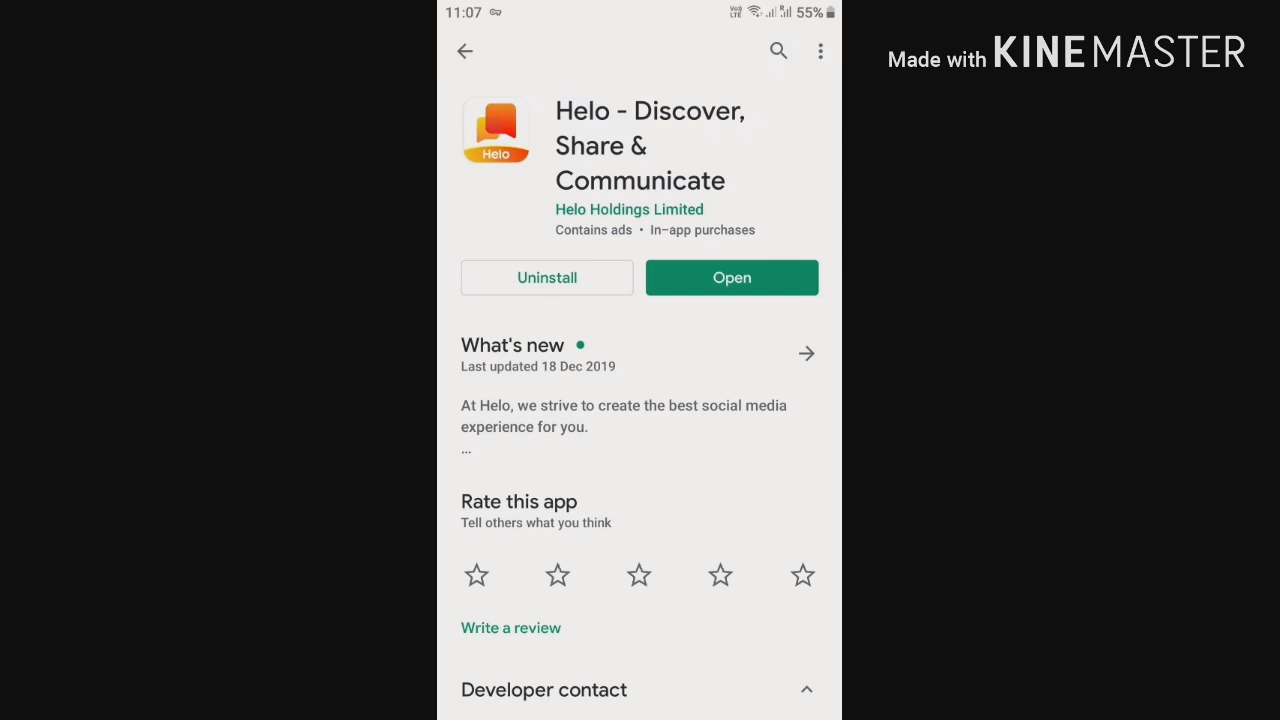 11:07
Vo) LTE
R
55%
Made with KINEMASTER
Helo - Discover,
Share &
Communicate
Helo
Helo Holdings Limited
Contains ads • In-app purchases
Uninstall
Open
What's new
Last updated 18 Dec 2019
At Helo, we strive to create the best social media
experience for you.
...
Rate this app
Tell others what you think
Write a review
Developer contact